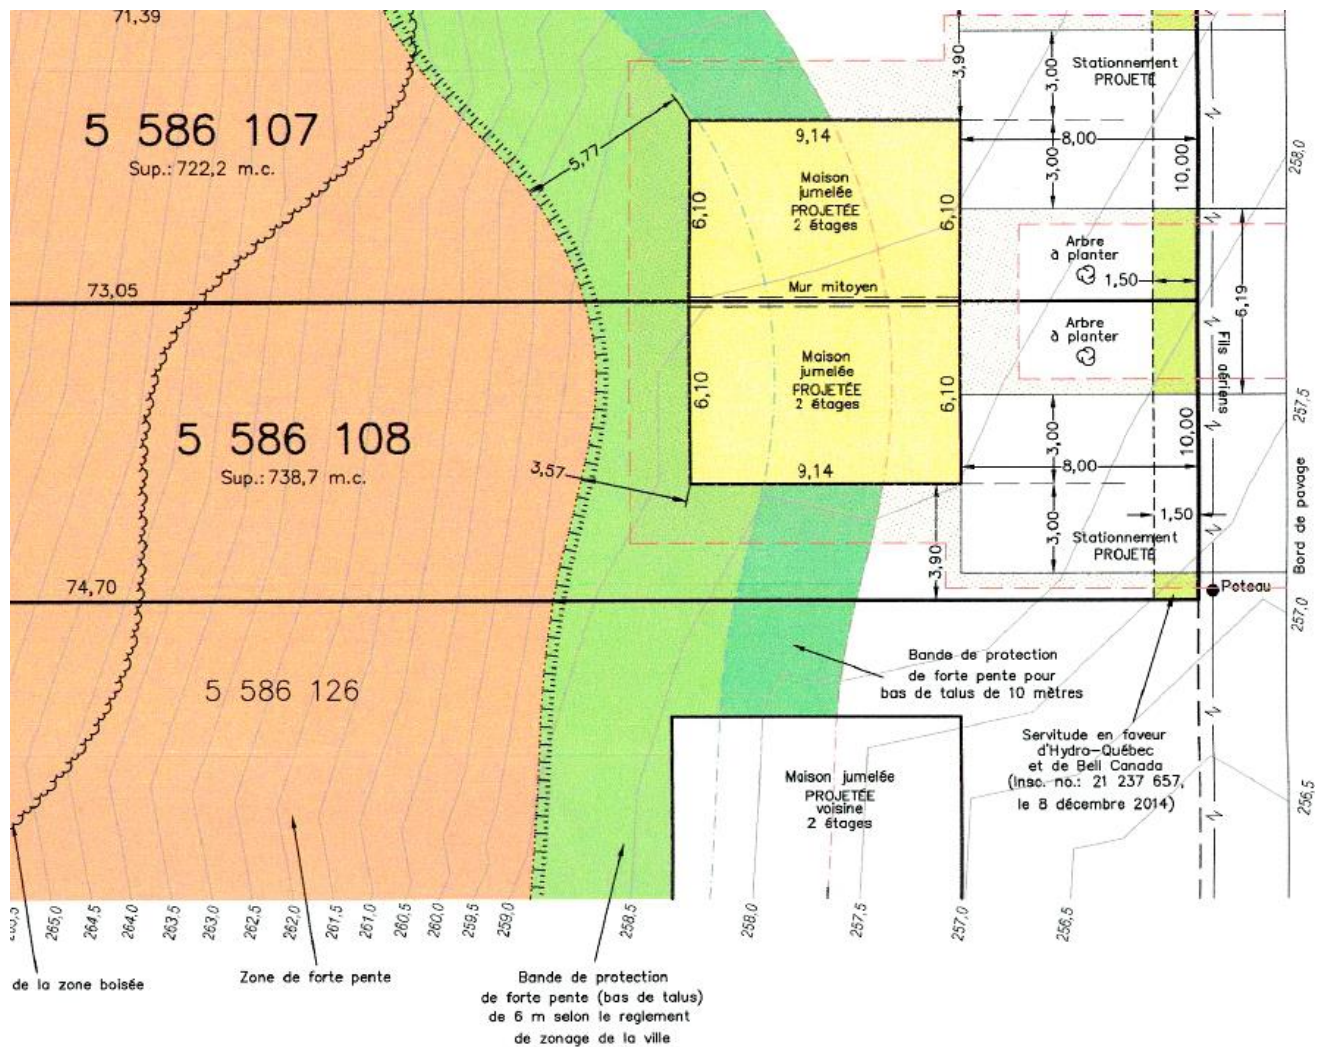 71,39
5 586 107
Sup.: 722,2 m.c.
5,77
9,14
Maison
jumelée
PROJETÉE
2 étages
6,10
6,10
3,90
3,00
Stationnement
PROJETÉ
8,00
3,00
10,00
258,0
Arbre
à planter
1,50
6,19
73,05
Mur mitoyen
Arbre
à planter
Fils aériens
Maison
jumelée
PROJETÉE
2 étages
6,10
6,10
257,5
5 586 108
Sup.: 738,7 m.c.
3,57
9,14
3,00
8,00
10,00
Bord de pavage
1,50
3,00
Stationnement
PROJETÉ
3,90
74,70
Poteau
257,0
5 586 126
Bande de protection
de forte pente pour
bas de talus de 10 mètres
Servitude en faveur
d'Hydro-Québec
et de Bell Canada
(Insc. no.: 21 237 657,
le 8 décembre 2014)
Maison jumelée
PROJETÉE
voisine
2 étages
256,5
265,0
264,5
264,0
263,5
263,0
262,5
262,0
261,5
261,0
260,5
260,0
259,5
259,0
258,5
258,0
257,5
257,0
256,5
de la zone boisée
Zone de forte pente
Bande de protection
de forte pente (bas de talus)
de 6 m selon le reglement
de zonage de la ville